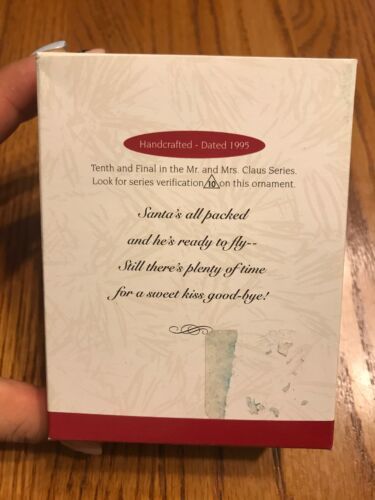 Handcrafted - Dated 1995
Tenth and Final in the Mr. and Mrs. Claus Series.
Look for series verification 10 on this ornament.
Santa's all packed
and he's ready to fly--
Still there's plenty of time
for a sweet kiss good-bye!